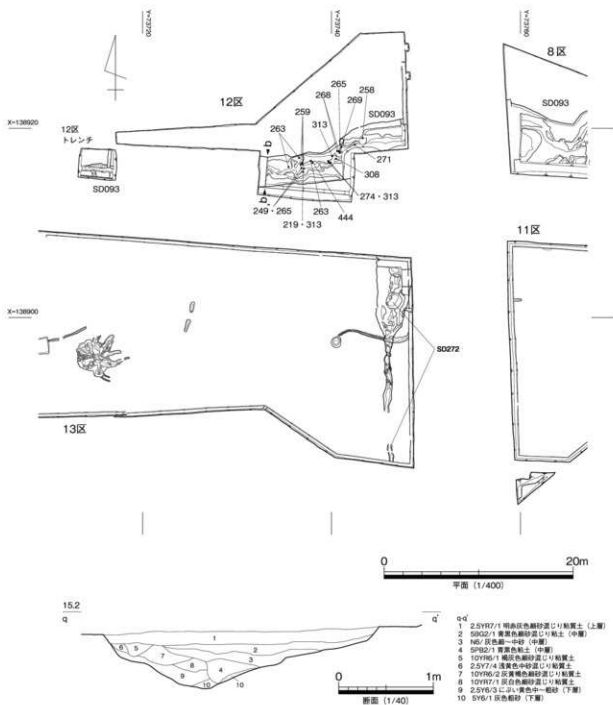 Y=-73720
Y=-73740
Y=-73760
X=-138920
X=-138900
8区
SD093
12区
265
258
268
269
SD093
259
313
263
271
308
274・313
249・265
263
444
219・313
b
b'
12区
トレンチ
SD093
11区
SD272
13区
0 20m
平面（1/400）
15.2
q q'
1
2
3
4
5
6
7
8
9
10
10
0 1m
断面（1/40）
q-q'
1 2.5YR7/1 明赤灰色細砂混じり粘質土（上層）
2 5BG2/1 青黒色細砂混じり粘土（中層）
3 N6/ 灰色細～中砂（中層）
4 5PB2/1 青黒色粘土（中層）
5 10YR6/1 褐灰色細砂混じり粘質土
6 2.5Y7/4 浅黄色中砂混じり粘質土
7 10YR6/2 灰黄褐色細砂混じり粘質土
8 10YR7/1 灰白色細砂混じり粘質土
9 2.5Y6/3 にぶい黄色中～粗砂（下層）
10 5Y6/1 灰色粗砂（下層）